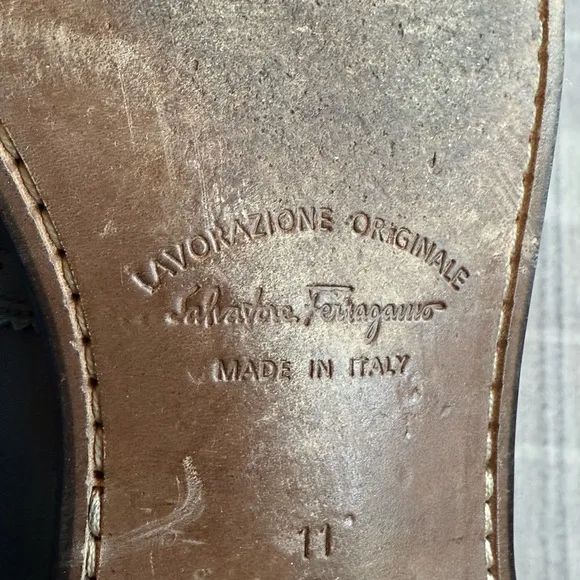 LAVORAZIONE ORIGINALE
Salvatore Ferragamo
MADE IN ITALY
11